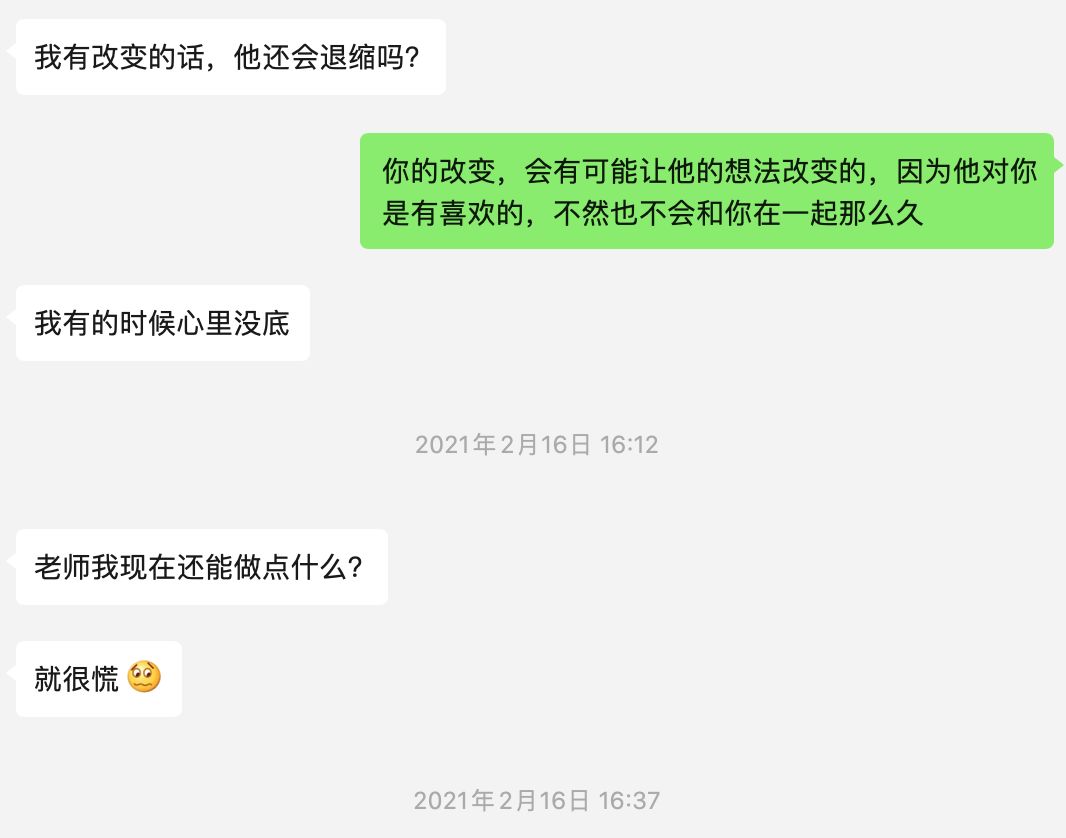 我有改变的话，他还会退缩吗？
你的改变，会有可能让他的想法改变的，因为他对你
是有喜欢的，不然也不会和你在一起那么久
我有的时候心里没底
2021年2月16日 16:12
老师我现在还能做点什么？
就很慌🥴
2021年2月16日 16:37